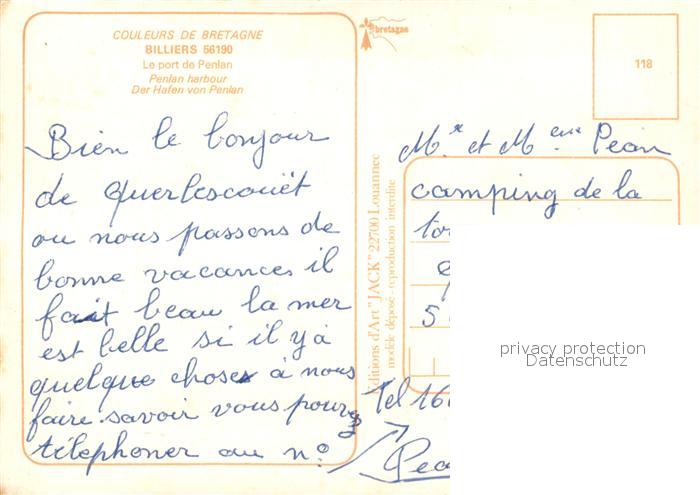 COULEURS DE BRETAGNE
BILLIERS 56190
Le port de Penlan
Penlan harbour
Der Hafen von Penlan
bretagne
118
Bien le bonjour
de Querlescouët
ou nous passons de
bonne vacances il
fait beau la mer
est belle si il y à
quelque choses à nous
faire savoir vous pouvez
téléphoner au n°
Editions d'Art "JACK" 22700 Louannec
modèle déposé - reproduction interdite
Mr et Mme Pean
camping de la
5
Tel 16
privacy protection
Datenschutz